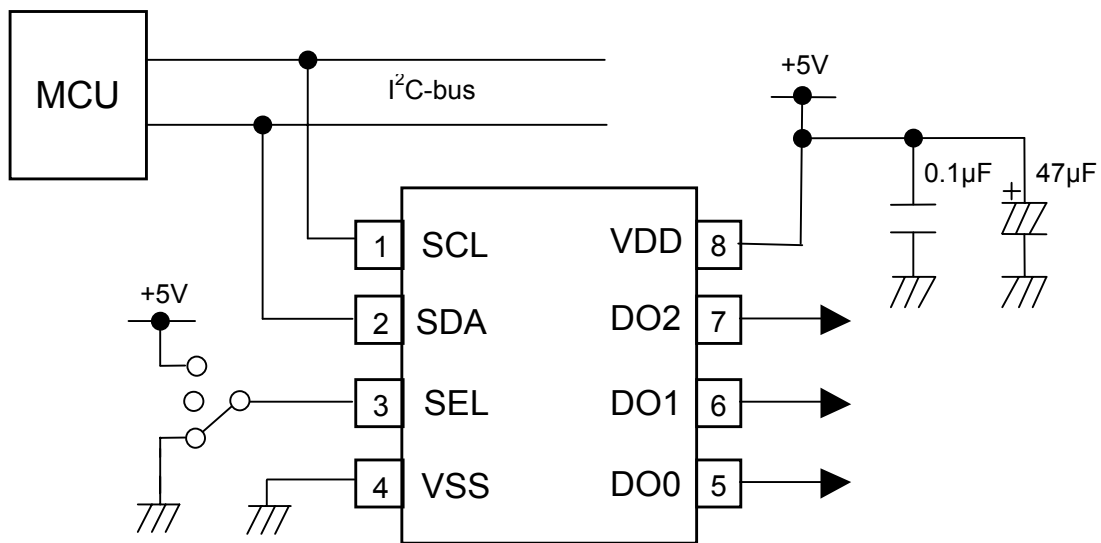 MCU
I²C-bus
+5V
0.1µF
+
47µF
1 SCL
VDD 8
+5V
2 SDA
DO2 7
3 SEL
DO1 6
4 VSS
DO0 5